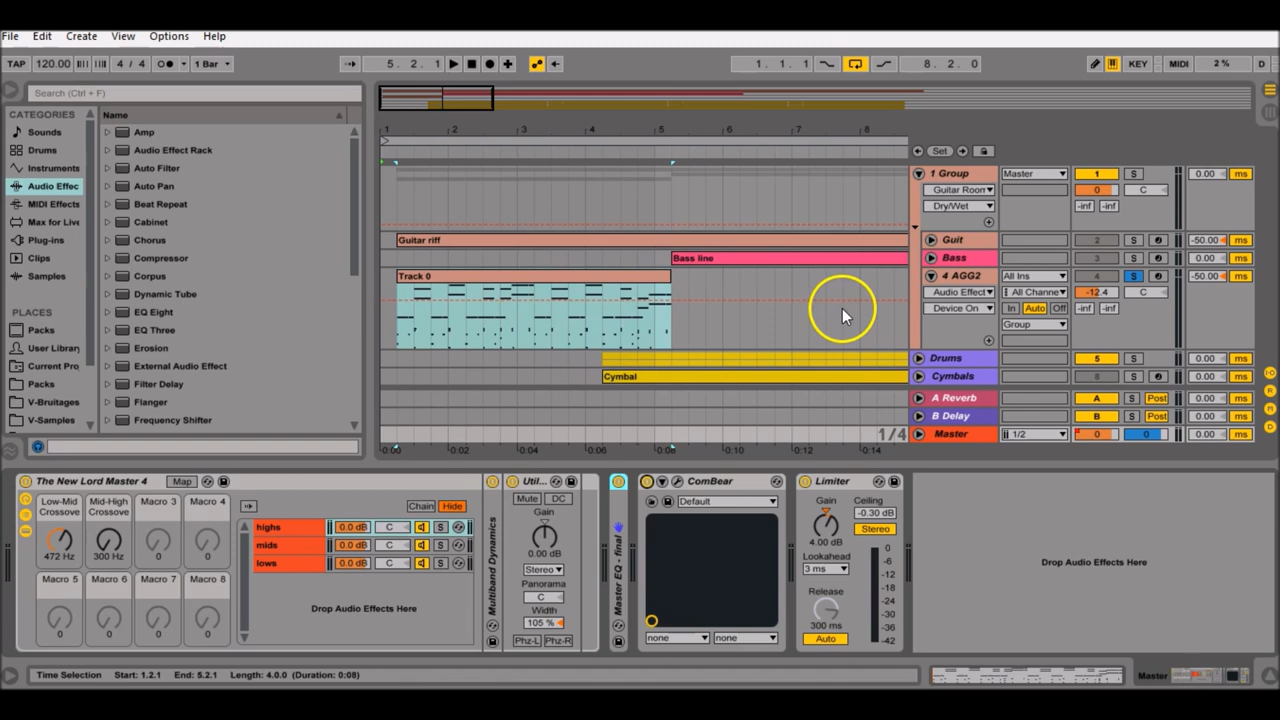 File Edit Create View Options Help
TAP 120.00 4 / 4 1 Bar 5. 2. 1 1. 1. 1 8. 2. 0 KEY MIDI 2 % D
Search (Ctrl + F)
CATEGORIES
Sounds
Drums
Instruments
Audio Effec
MIDI Effects
Max for Live
Plug-ins
Clips
Samples
PLACES
Packs
User Library
Current Pro
Packs
V-Bruitages
V-Samples
Name
Amp
Audio Effect Rack
Auto Filter
Auto Pan
Beat Repeat
Cabinet
Chorus
Compressor
Corpus
Dynamic Tube
EQ Eight
EQ Three
Erosion
External Audio Effect
Filter Delay
Flanger
Frequency Shifter
1 2 3 4 5 6 7 8
Set
1 Group Master 1 S 0.00 ms
Guitar Room 0 C
Dry/Wet -inf -inf
Guitar riff Guit 2 S -50.00 ms
Bass line Bass 3 S 0.00 ms
Track 0 4 AGG2 All Ins 4 S -50.00 ms
Audio Effect All Channe -12.4 C
Device On In Auto Off -inf -inf
Group
Drums 5 S 0.00 ms
Cymbal Cymbals 6 S 0.00 ms
A Reverb A S Post
B Delay B S Post
1/4 Master 1/2 0 0 0.00 ms
0:00 0:02 0:04 0:06 0:08 0:10 0:12 0:14
The New Lord Master 4 Map
Low-Mid Crossove
472 Hz
Mid-High Crossove
300 Hz
Macro 3
0
Macro 4
0
Macro 5
0
Macro 6
0
Macro 7
0
Macro 8
0
Chain Hide
highs 0.0 dB C S
mids 0.0 dB C S
lows 0.0 dB C S
Drop Audio Effects Here
Multiband Dynamics
Util...
Mute DC
Gain
0.00 dB
Stereo
Panorama
C
Width
105 %
Phz-L Phz-R
Master EQ - final
ComBear
Default
none none
Limiter
Gain
4.00 dB
Ceiling
-0.30 dB
Stereo
Lookahead
3 ms
Release
300 ms
Auto
0
-6
-12
-18
-24
-30
-36
-42
Drop Audio Effects Here
Time Selection Start: 1.2.1 End: 5.2.1 Length: 4.0.0 (Duration: 0:08)
Master